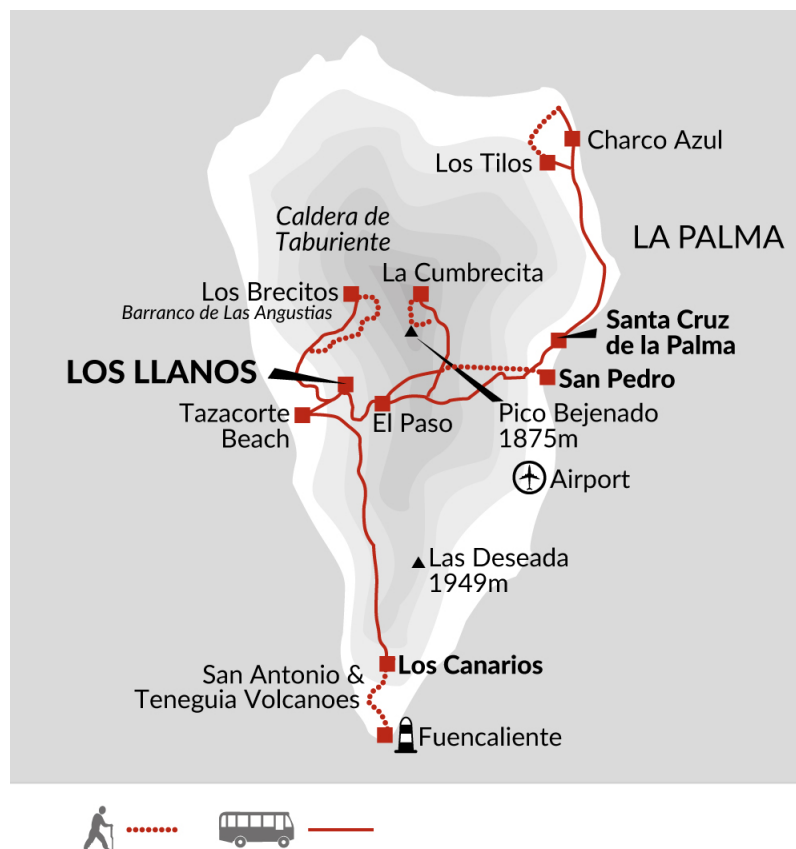 Charco Azul
Los Tilos
Caldera de
Taburiente
LA PALMA
La Cumbrecita
Los Brecitos
Barranco de Las Angustias
Santa Cruz
de la Palma
LOS LLANOS
San Pedro
Tazacorte
Beach
El Paso
Pico Bejenado
1875m
Airport
Las Deseada
1949m
Los Canarios
San Antonio &
Teneguia Volcanoes
Fuencaliente